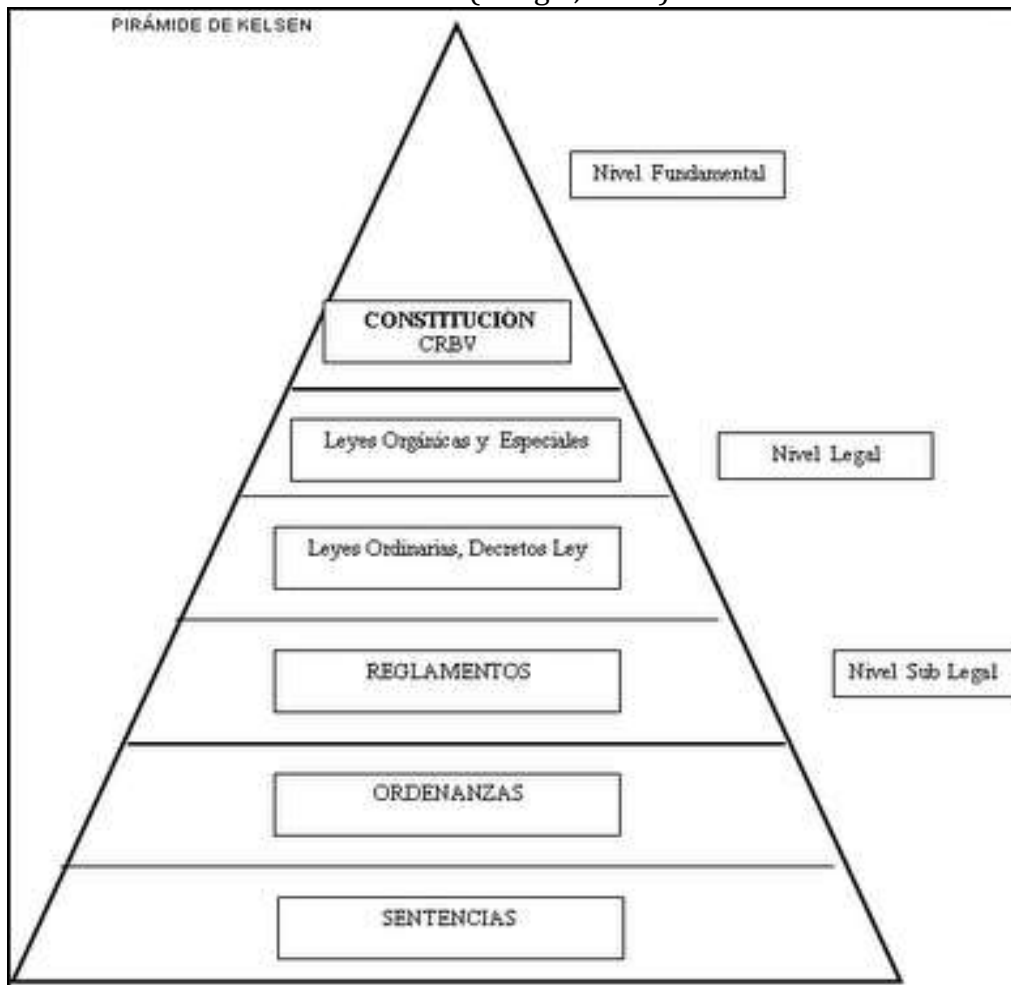 PIRÁMIDE DE KELSEN
Nivel Fundamental
CONSTITUCIÓN
CRBV
Leyes Orgánicas y Especiales
Nivel Legal
Leyes Ordinarias, Decretos Ley
REGLAMENTOS
Nivel Sub Legal
ORDENANZAS
SENTENCIAS